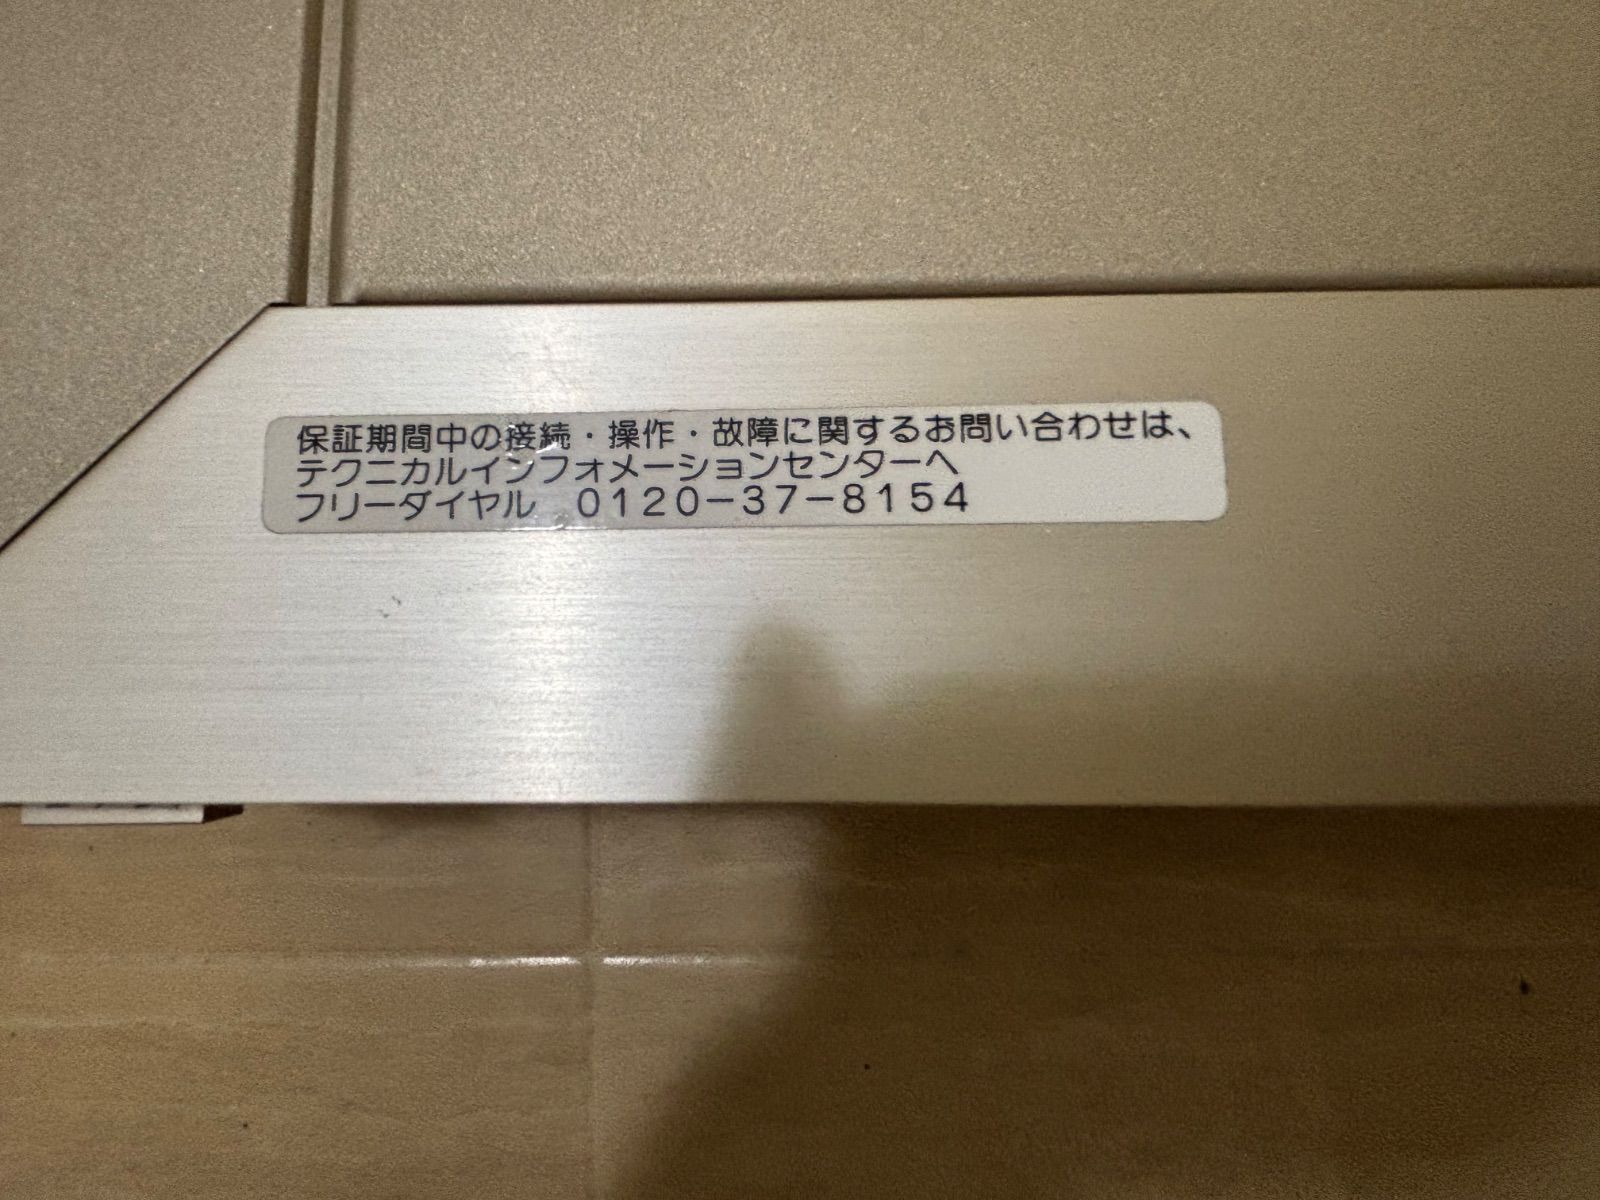 保証期間中の接続・操作・故障に関するお問い合わせは、
テクニカルインフォメーションセンターへ
フリーダイヤル　0120−37−8154